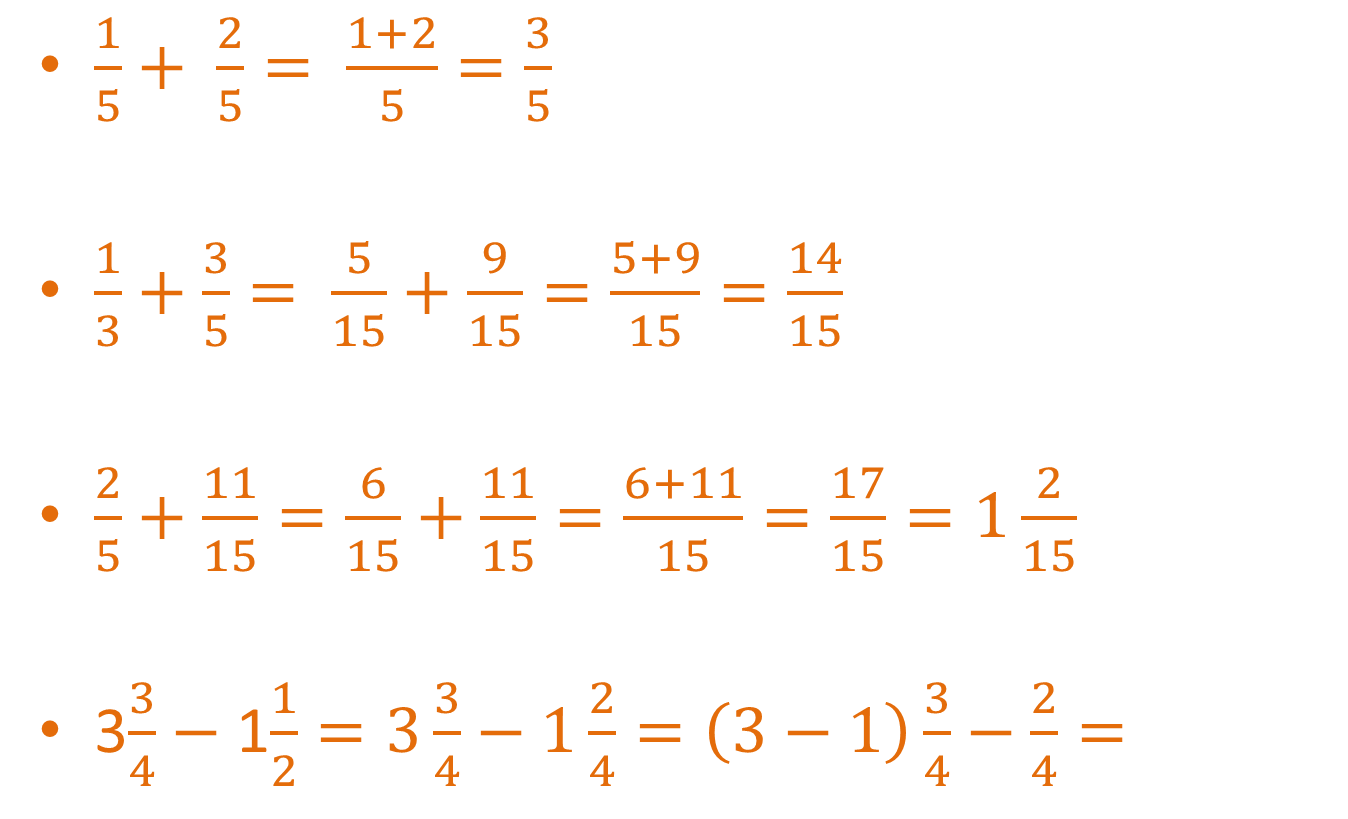 • 1/5 + 2/5 = 1+2/5 = 3/5
• 1/3 + 3/5 = 5/15 + 9/15 = 5+9/15 = 14/15
• 2/5 + 11/15 = 6/15 + 11/15 = 6+11/15 = 17/15 = 1 2/15
• 3 3/4 − 1 1/2 = 3 3/4 − 1 2/4 = (3 − 1) 3/4 − 2/4 =